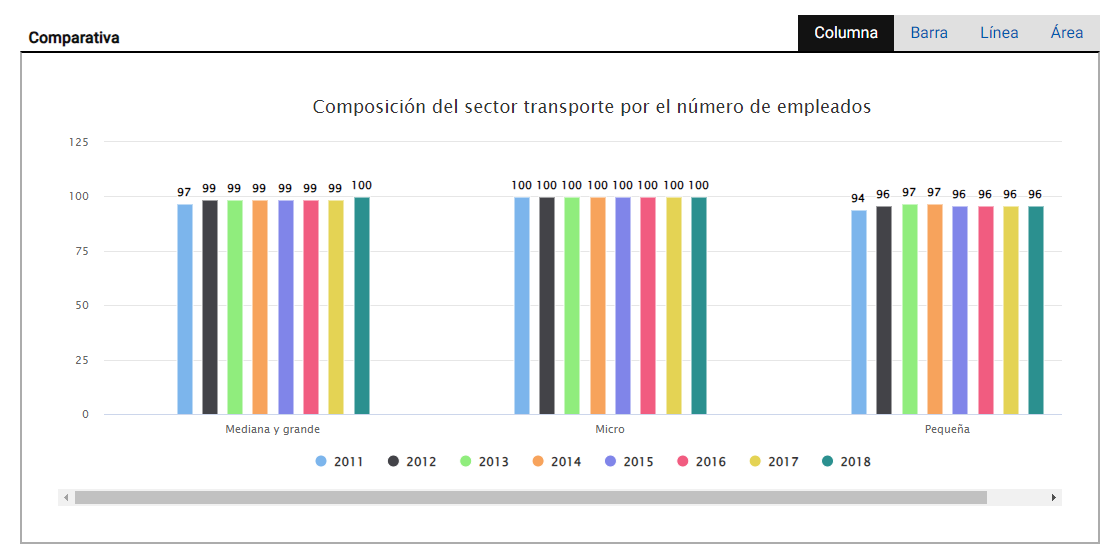 Comparativa
Columna Barra Línea Área
Composición del sector transporte por el número de empleados
125
100
75
50
25
0
97 99 99 99 99 99 99 100
100 100 100 100 100 100 100 100
94 96 97 97 96 96 96 96
Mediana y grande Micro Pequeña
2011 2012 2013 2014 2015 2016 2017 2018